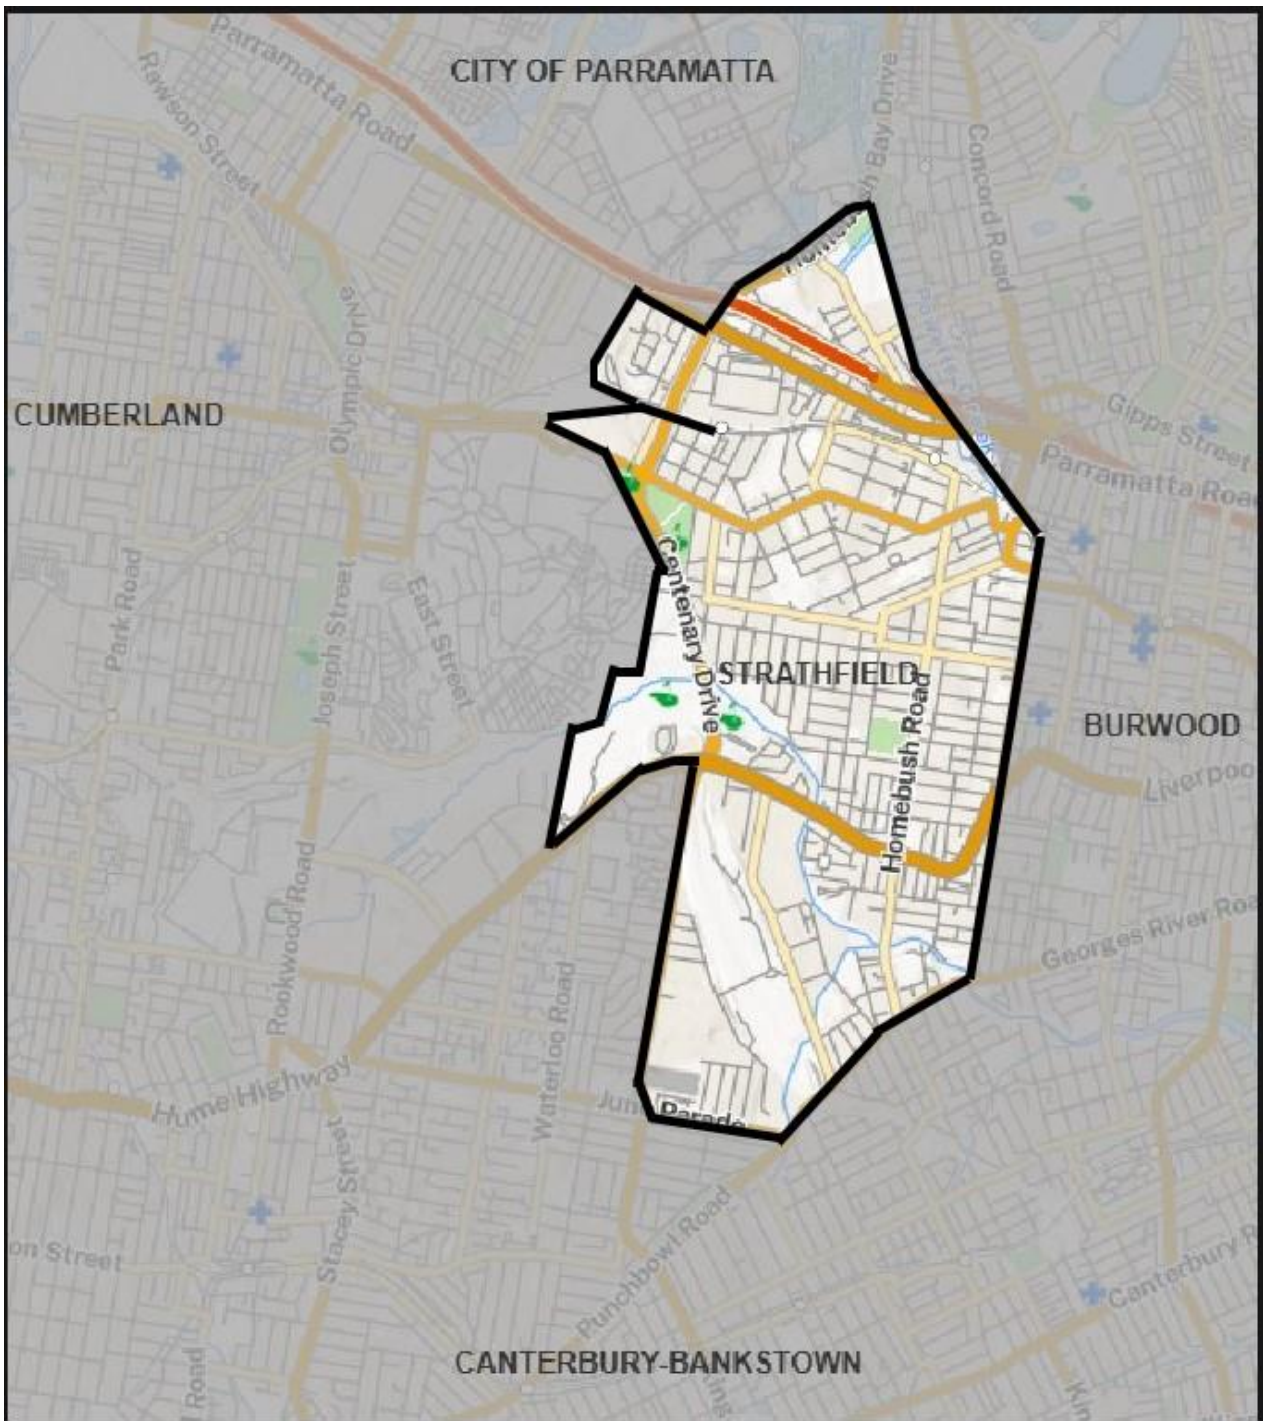 CITY OF PARRAMATTA
Parramatta Road
Rawson Street
sh Bay Drive
Concord Road
Olympic Drive
CUMBERLAND
Gipps Street
Parramatta Road
Park Road
Joseph Street
East Street
Centenary Drive
STRATHFIELD
Homebush Road
BURWOOD
Liverpoo
Rookwood Road
Georges River Roa
Waterloo Road
Hume Highway
Parade
Stacey Street
on Street
Punchbowl Road
Canterbury R
l Road
CANTERBURY-BANKSTOWN